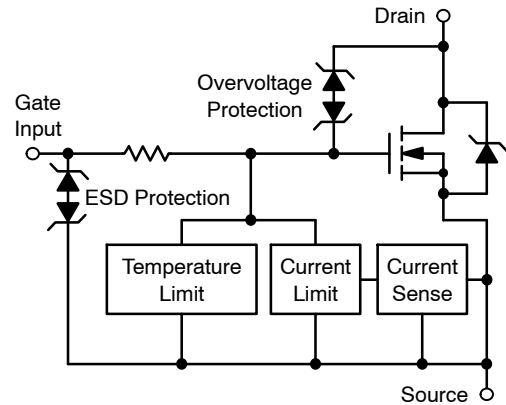 Drain
Overvoltage
Protection
Gate
Input
ESD Protection
Temperature
Limit
Current
Limit
Current
Sense
Source